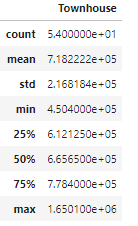 Townhouse
count 5.400000e+01
mean 7.182222e+05
std 2.168184e+05
min 4.504000e+05
25% 6.121250e+05
50% 6.656500e+05
75% 7.784000e+05
max 1.650100e+06